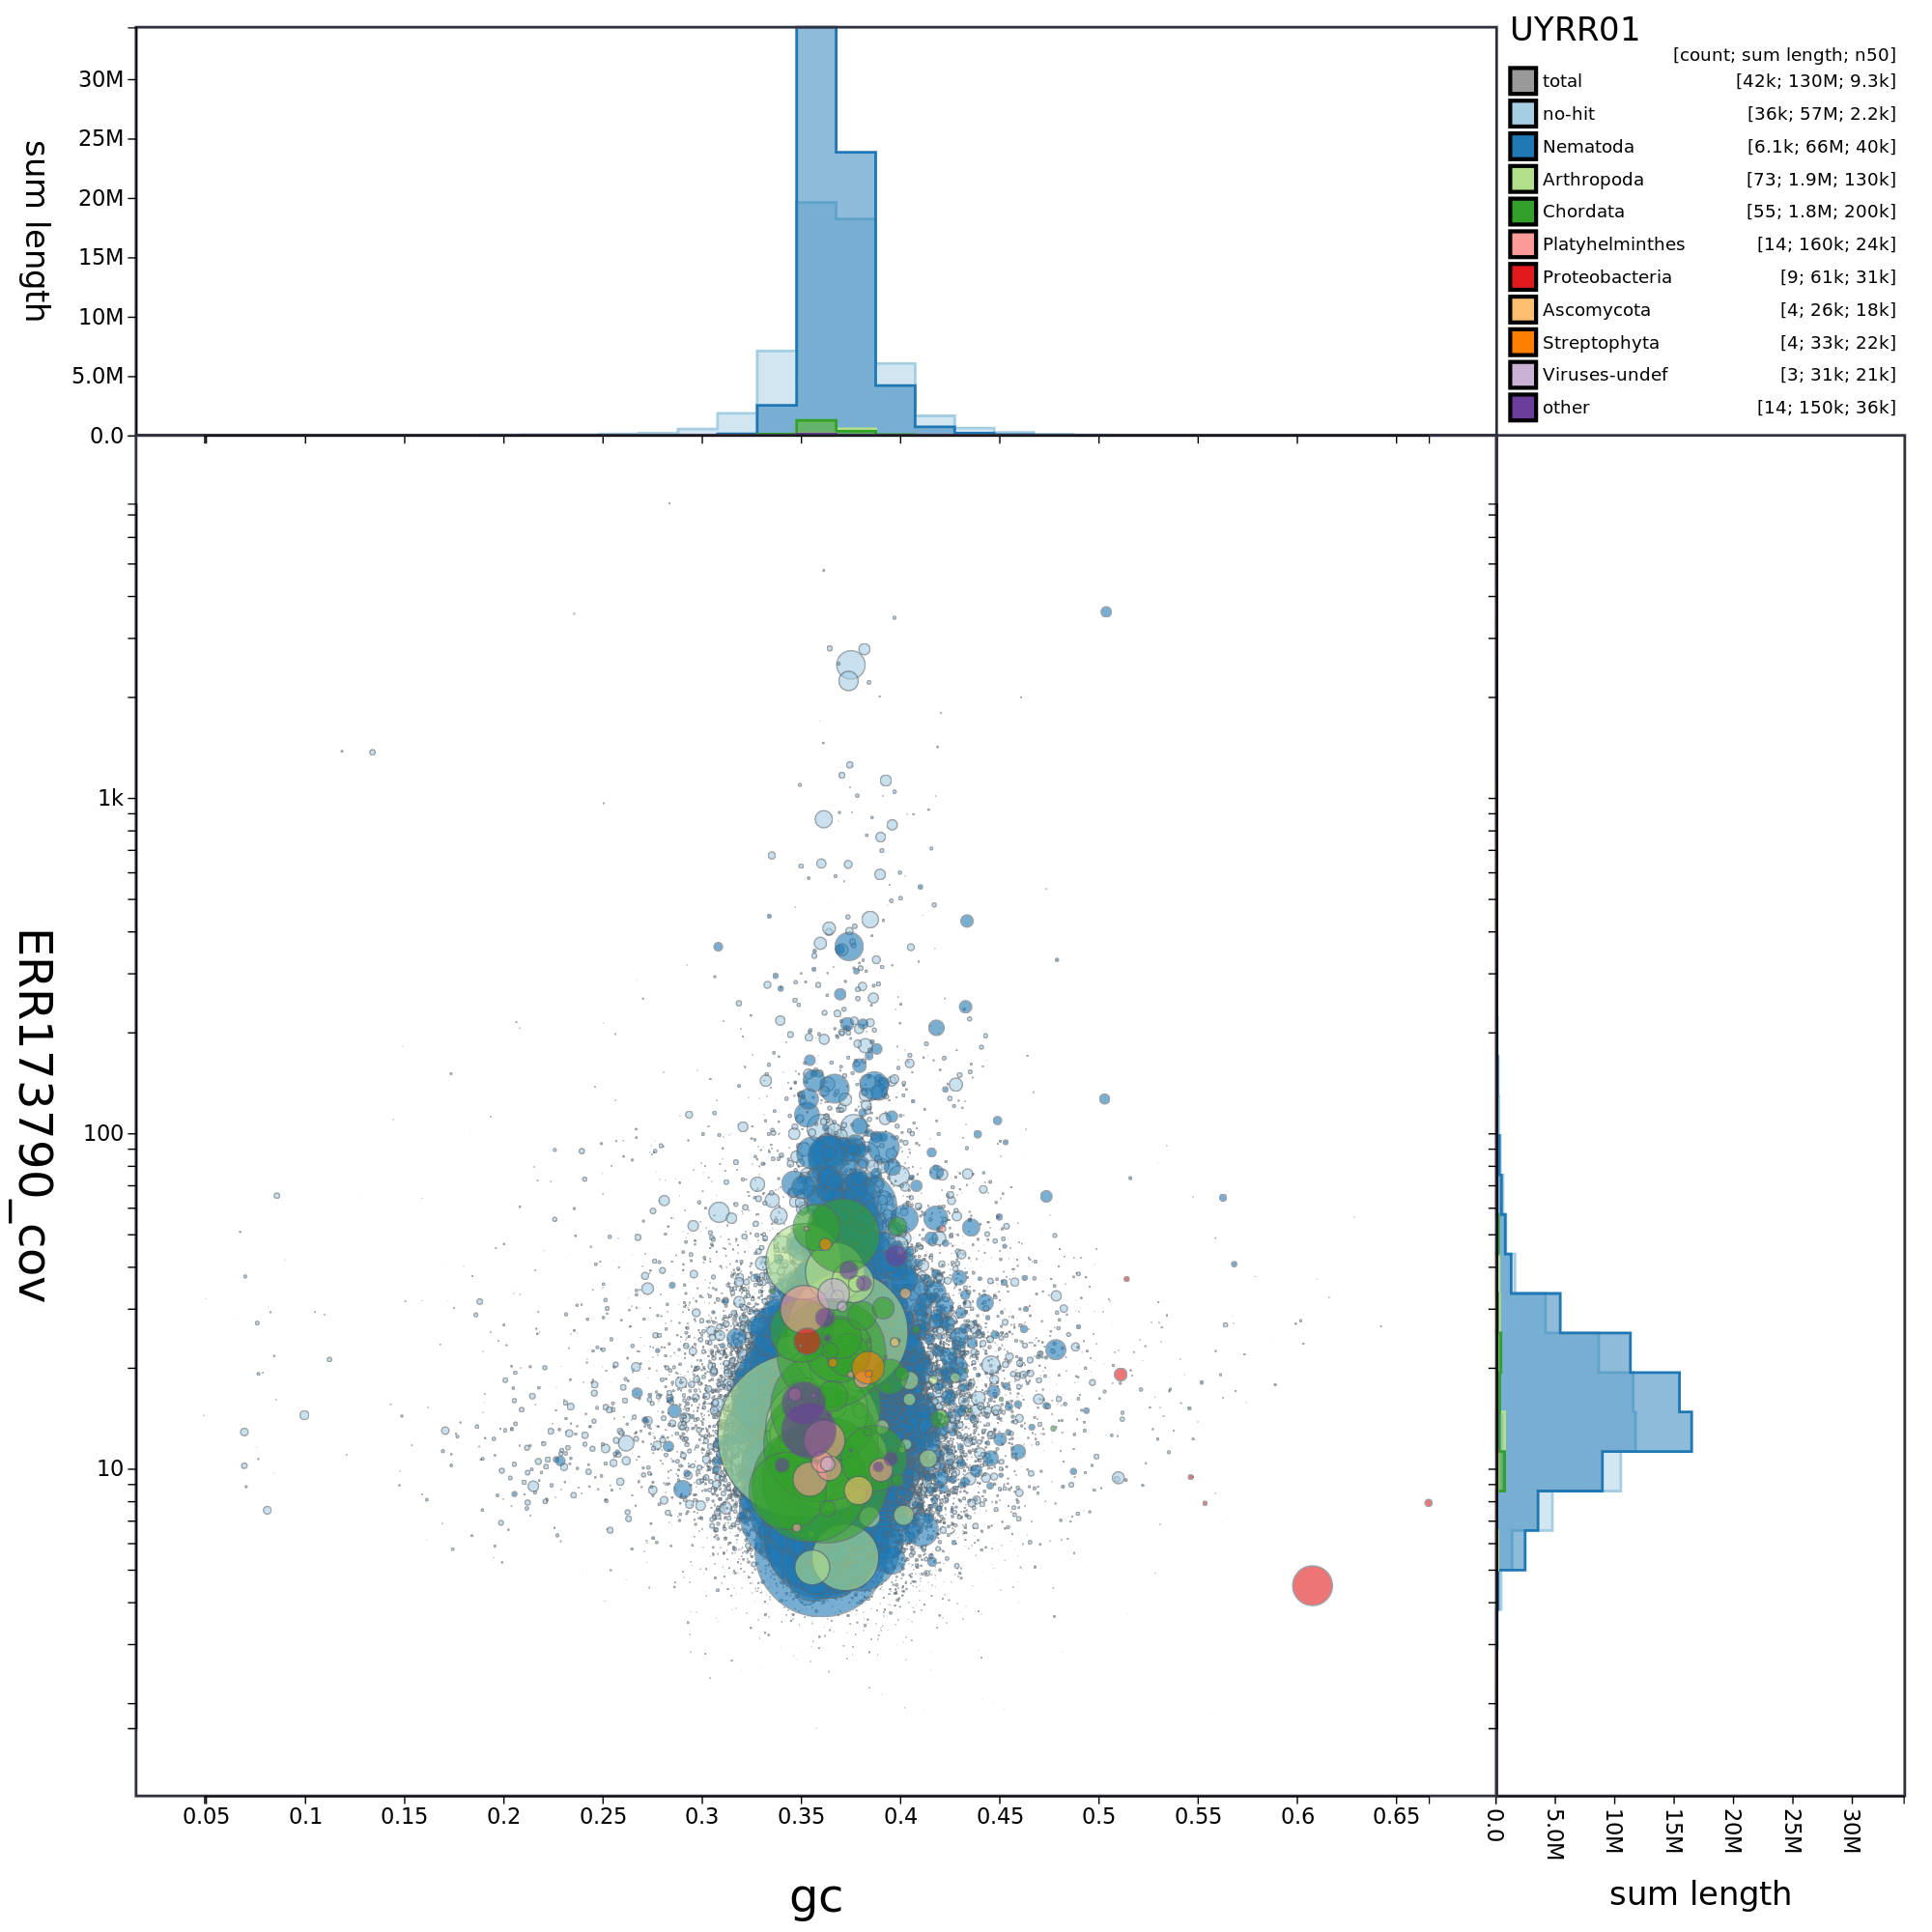 UYRR01
[count; sum length; n50]
total [42k; 130M; 9.3k]
no-hit [36k; 57M; 2.2k]
Nematoda [6.1k; 66M; 40k]
Arthropoda [73; 1.9M; 130k]
Chordata [55; 1.8M; 200k]
Platyhelminthes [14; 160k; 24k]
Proteobacteria [9; 61k; 31k]
Ascomycota [4; 26k; 18k]
Streptophyta [4; 33k; 22k]
Viruses-undef [3; 31k; 21k]
other [14; 150k; 36k]
sum length
30M
25M
20M
15M
10M
5.0M
0.0
ERR173790_cov
1k
100
10
0.05 0.1 0.15 0.2 0.25 0.3 0.35 0.4 0.45 0.5 0.55 0.6 0.65
gc
0.0 5.0M 10M 15M 20M 25M 30M
sum length